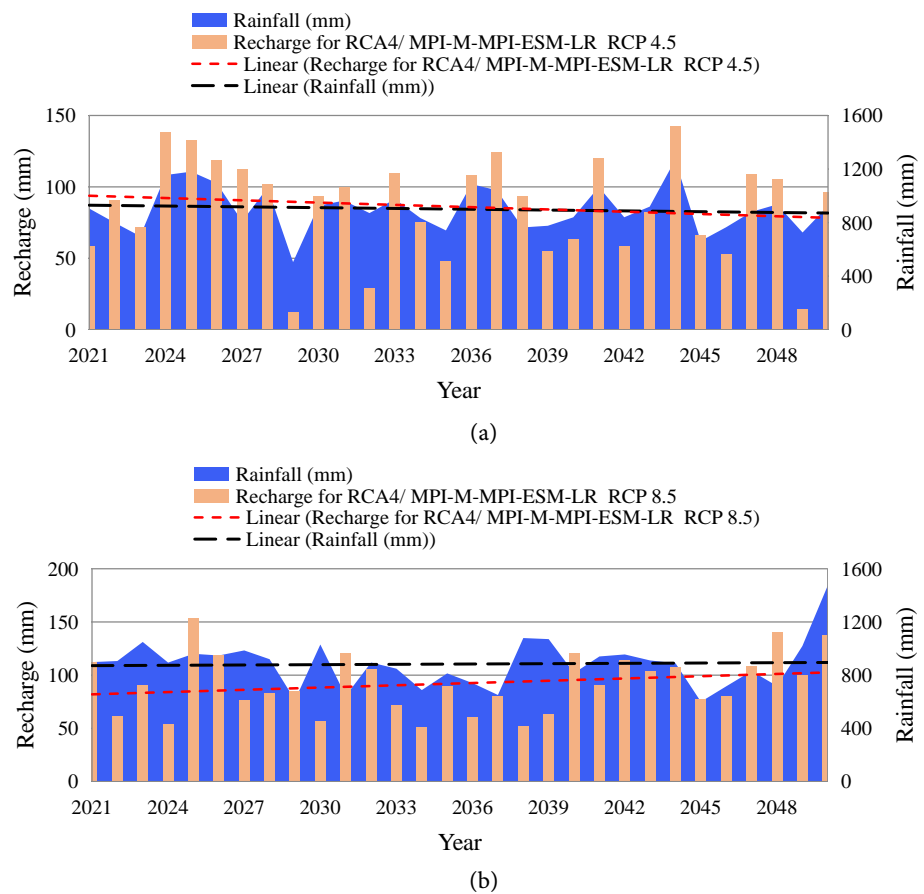 Rainfall (mm)
Recharge for RCA4/ MPI-M-MPI-ESM-LR RCP 4.5
Linear (Recharge for RCA4/ MPI-M-MPI-ESM-LR RCP 4.5)
Linear (Rainfall (mm))
150
100
50
0
Recharge (mm)
1600
1200
800
400
0
Rainfall (mm)
2021 2024 2027 2030 2033 2036 2039 2042 2045 2048
Year
(a)
Rainfall (mm)
Recharge for RCA4/ MPI-M-MPI-ESM-LR RCP 8.5
Linear (Recharge for RCA4/ MPI-M-MPI-ESM-LR RCP 8.5)
Linear (Rainfall (mm))
200
150
100
50
0
Recharge (mm)
1600
1200
800
400
0
Rainfall (mm)
2021 2024 2027 2030 2033 2036 2039 2042 2045 2048
Year
(b)